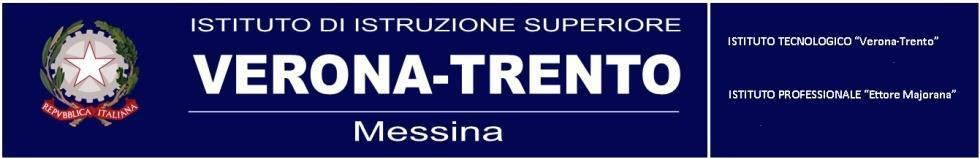 ISTITUTO DI ISTRUZIONE SUPERIORE
VERONA-TRENTO
Messina
REPVBBLICA ITALIANA
ISTITUTO TECNOLOGICO “Verona-Trento”
ISTITUTO PROFESSIONALE “Ettore Majorana”